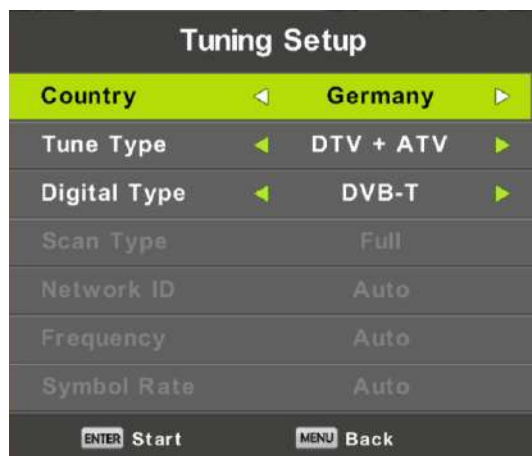 Tuning Setup
Country Germany
Tune Type DTV + ATV
Digital Type DVB-T
Scan Type Full
Network ID Auto
Frequency Auto
Symbol Rate Auto
ENTER Start MENU Back